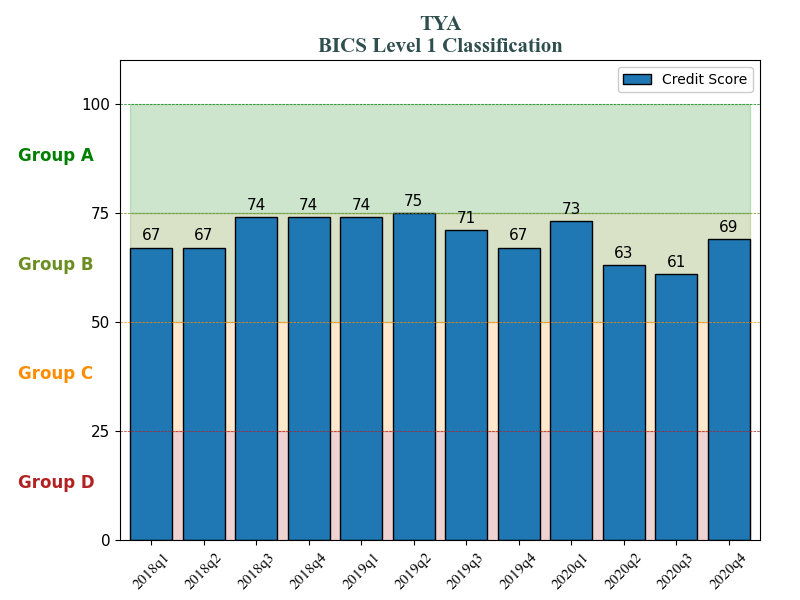 TYA
BICS Level 1 Classification
Credit Score
100
Group A
75
Group B
50
Group C
25
Group D
0
67
67
74
74
74
75
71
67
73
63
61
69
2018q1
2018q2
2018q3
2018q4
2019q1
2019q2
2019q3
2019q4
2020q1
2020q2
2020q3
2020q4